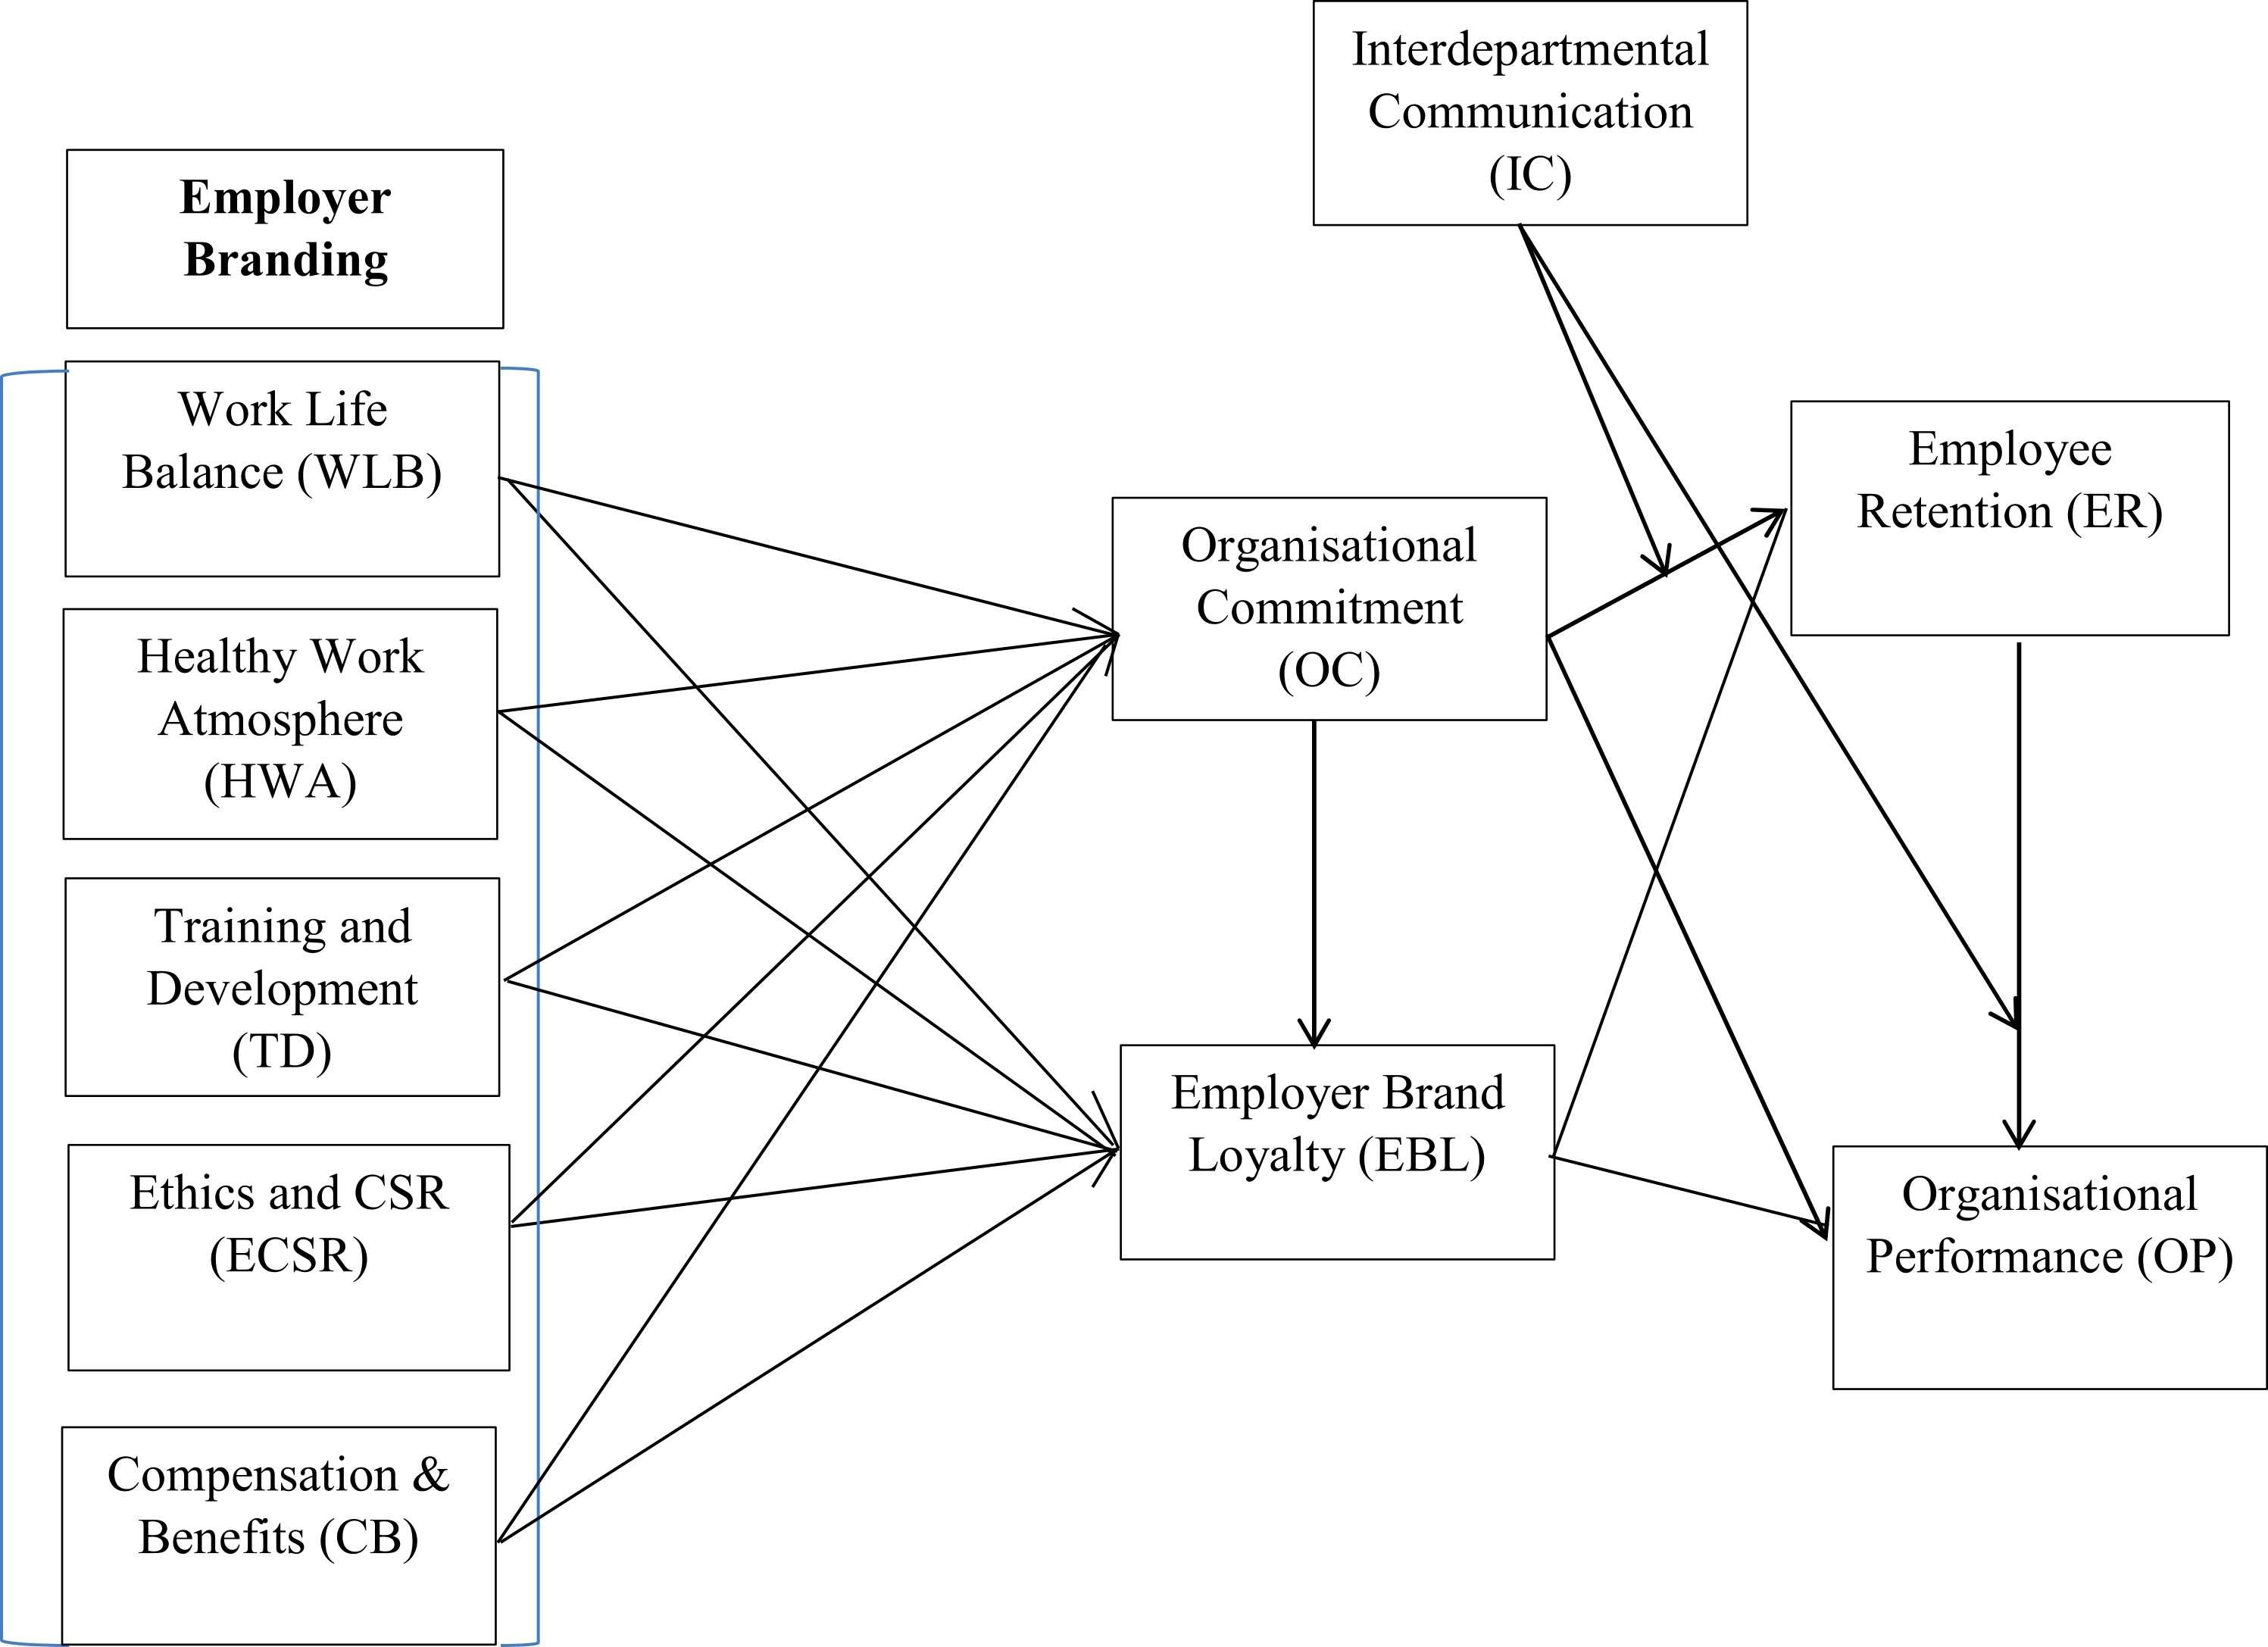 Interdepartmental
Communication
(IC)
Employer
Branding
Work Life
Balance (WLB)
Healthy Work
Atmosphere
(HWA)
Training and
Development
(TD)
Ethics and CSR
(ECSR)
Compensation &
Benefits (CB)
Organisational
Commitment
(OC)
Employer Brand
Loyalty (EBL)
Employee
Retention (ER)
Organisational
Performance (OP)